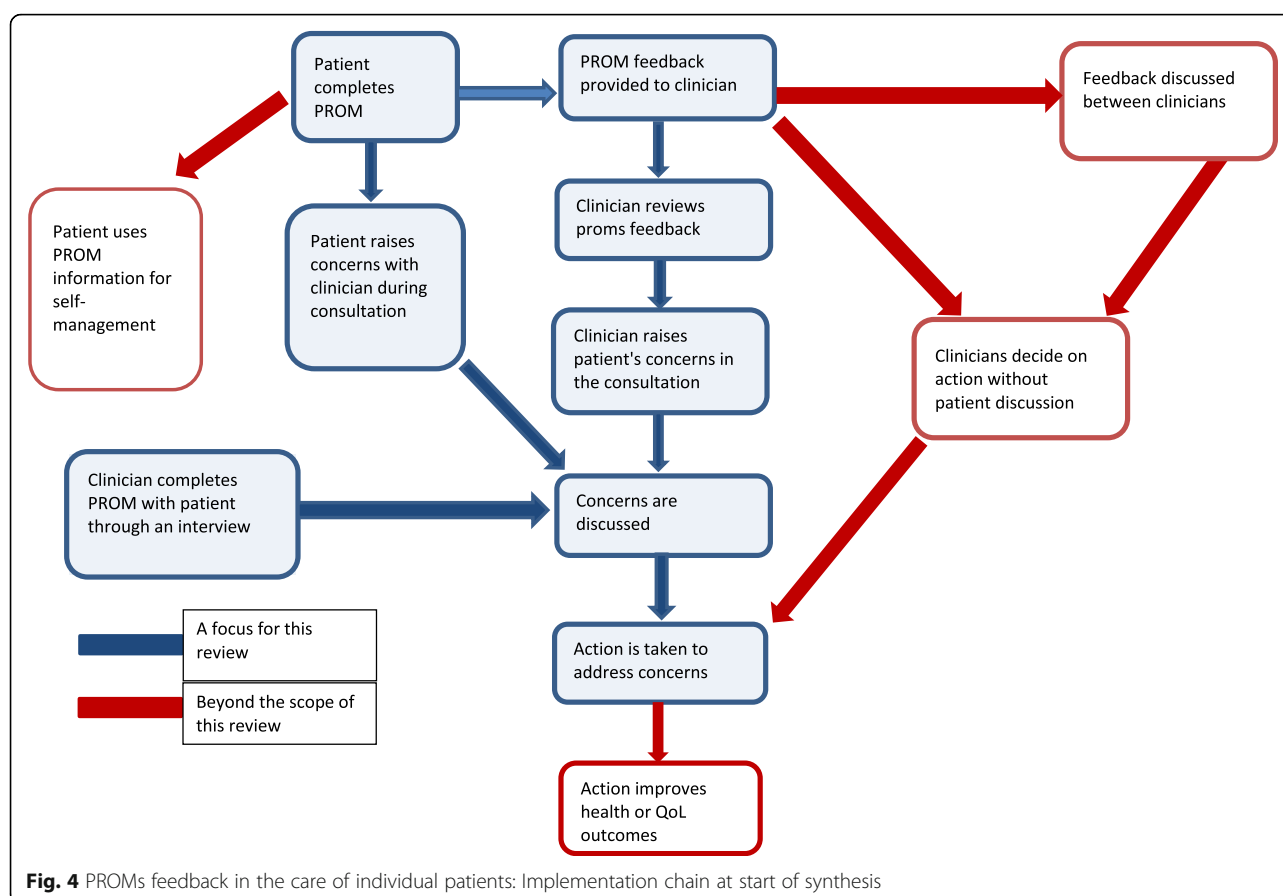 Patient
completes
PROM
PROM feedback
provided to clinician
Feedback discussed
between clinicians
Patient uses
PROM
information for
self-
management
Patient raises
concerns with
clinician during
consultation
Clinician reviews
proms feedback
Clinician raises
patient's concerns in
the consultation
Clinicians decide on
action without
patient discussion
Clinician completes
PROM with patient
through an interview
Concerns are
discussed
Action is taken to
address concerns
A focus for this
review
Beyond the scope of
this review
Action improves
health or QoL
outcomes
Fig. 4 PROMs feedback in the care of individual patients: Implementation chain at start of synthesis